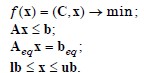 f(x) = (C,x) → min ;
Ax ≤ b;
A_eq x = b_eq ;
lb ≤ x ≤ ub.